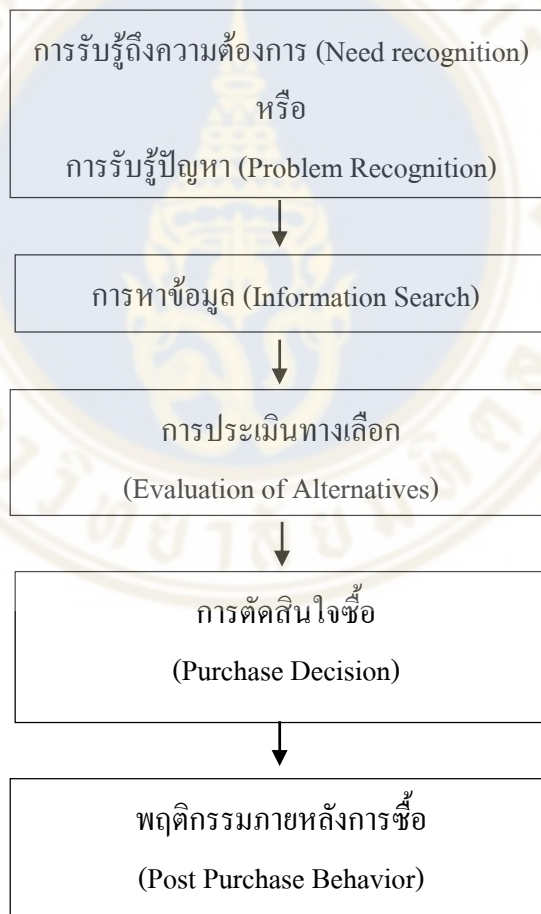 การรับรู้ถึงความต้องการ (Need recognition)
หรือ
การรับรู้ปัญหา (Problem Recognition)
การหาข้อมูล (Information Search)
การประเมินทางเลือก
(Evaluation of Alternatives)
การตัดสินใจซื้อ
(Purchase Decision)
พฤติกรรมภายหลังการซื้อ
(Post Purchase Behavior)